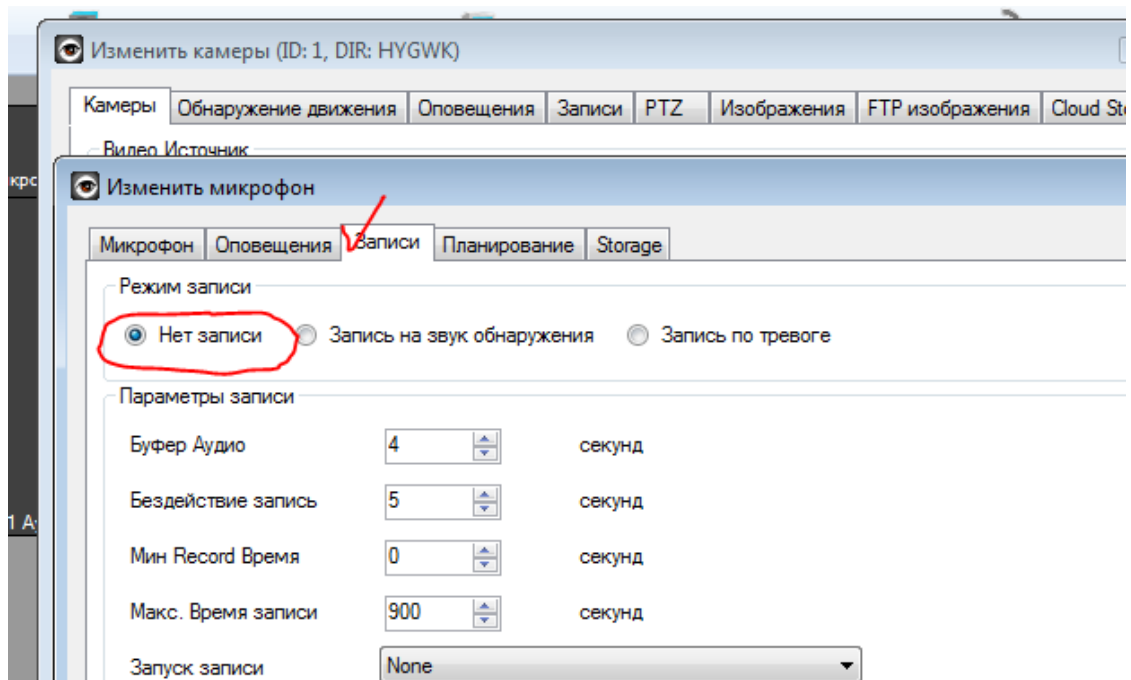 Изменить камеры (ID: 1, DIR: HYGWK)
Камеры Обнаружение движения Оповещения Записи PTZ Изображения FTP изображения Cloud
Видео Источник
Изменить микрофон
Микрофон Оповещения Записи Планирование Storage
Режим записи
Нет записи Запись на звук обнаружения Запись по тревоге
Параметры записи
Буфер Аудио 4 секунд
Бездействие запись 5 секунд
Мин Record Время 0 секунд
Макс. Время записи 900 секунд
Запуск записи None